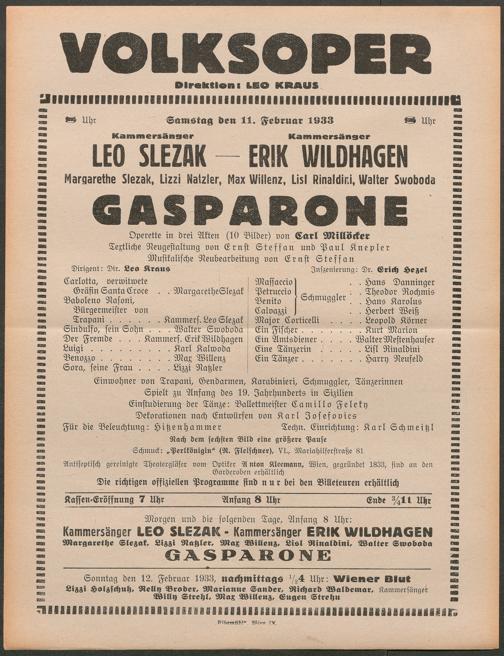 VOLKSOPER
Direktion: LEO KRAUS
Uhr Samstag den 11. Februar 1933 Uhr
Kammersänger Kammersänger
LEO SLEZAK — ERIK WILDHAGEN
Margarethe Slezak, Lizzi Natzler, Max Willenz, Lisl Rinaldini, Walter Swoboda
GASPARONE
Operette in drei Akten (10 Bilder) von Carl Millöcker
Textliche Neugestaltung von Ernst Steffan und Paul Knepler
Musikalische Neubearbeitung von Ernst Steffan
Dirigent: Dir. Leo Kraus Inszenierung: Dr. Erich Hezel
Carlotta, verwitwete
Gräfin Santa Croce . . Margarethe Slezak
Baboleno Nasoni,
Bürgermeister von
Trapani . . . . . Kammers. Leo Slezak
Sindulfo, sein Sohn . . Walter Swoboda
Der Fremde . . Kammers. Erik Wildhagen
Luigi . . . . . . . . Karl Kalwoda
Benozzo . . . . . . . Max Willenz
Sora, seine Frau . . . . Lizzi Natzler
Massaccio . . Hans Danninger
Petruccio . . Theodor Rochmis
Benito . . Hans Karolus
Calvazzi . . Herbert Weiß
Schmuggler
Major Corticelli . . . Leopold Körner
Ein Fischer . . . . Kurt Marion
Ein Amtsdiener . . Walter Mestenhauser
Eine Tänzerin . . . . Lisl Rinaldini
Ein Tänzer . . . . . Harry Neufeld
Einwohner von Trapani, Gendarmen, Karabinieri, Schmuggler, Tänzerinnen
Spielt zu Anfang des 19. Jahrhunderts in Sizilien
Einstudierung der Tänze: Ballettmeister Camillo Feleky
Dekorationen nach Entwürfen von Karl Josefovics
Für die Beleuchtung: Hitzenhammer Techn. Einrichtung: Karl Schmeizl
Nach dem sechsten Bild eine größere Pause
Schmuck: „Perlkönigin“ (R. Fleischner), VI., Mariahilferstraße 81
Antiseptisch gereinigte Theatergläser vom Optiker Anton Kleemann, Wien, gegründet 1833, sind an den
Garderoben erhältlich
Die richtigen offiziellen Programme sind nur bei den Billeteuren erhältlich
Kassen-Eröffnung 7 Uhr Anfang 8 Uhr Ende ¾11 Uhr
Morgen und die folgenden Tage, Anfang 8 Uhr:
Kammersänger LEO SLEZAK - Kammersänger ERIK WILDHAGEN
Margarethe Slezak, Lizzi Natzler, Max Willenz, Lisl Rinaldini, Walter Swoboda
GASPARONE
Sonntag den 12. Februar 1933, nachmittags ¼4 Uhr: Wiener Blut
Lizzi Holzschuh, Nelly Broder, Marianne Sander, Richard Waldemar, Kammersänger
Willy Strehl, Max Willenz, Eugen Strehn